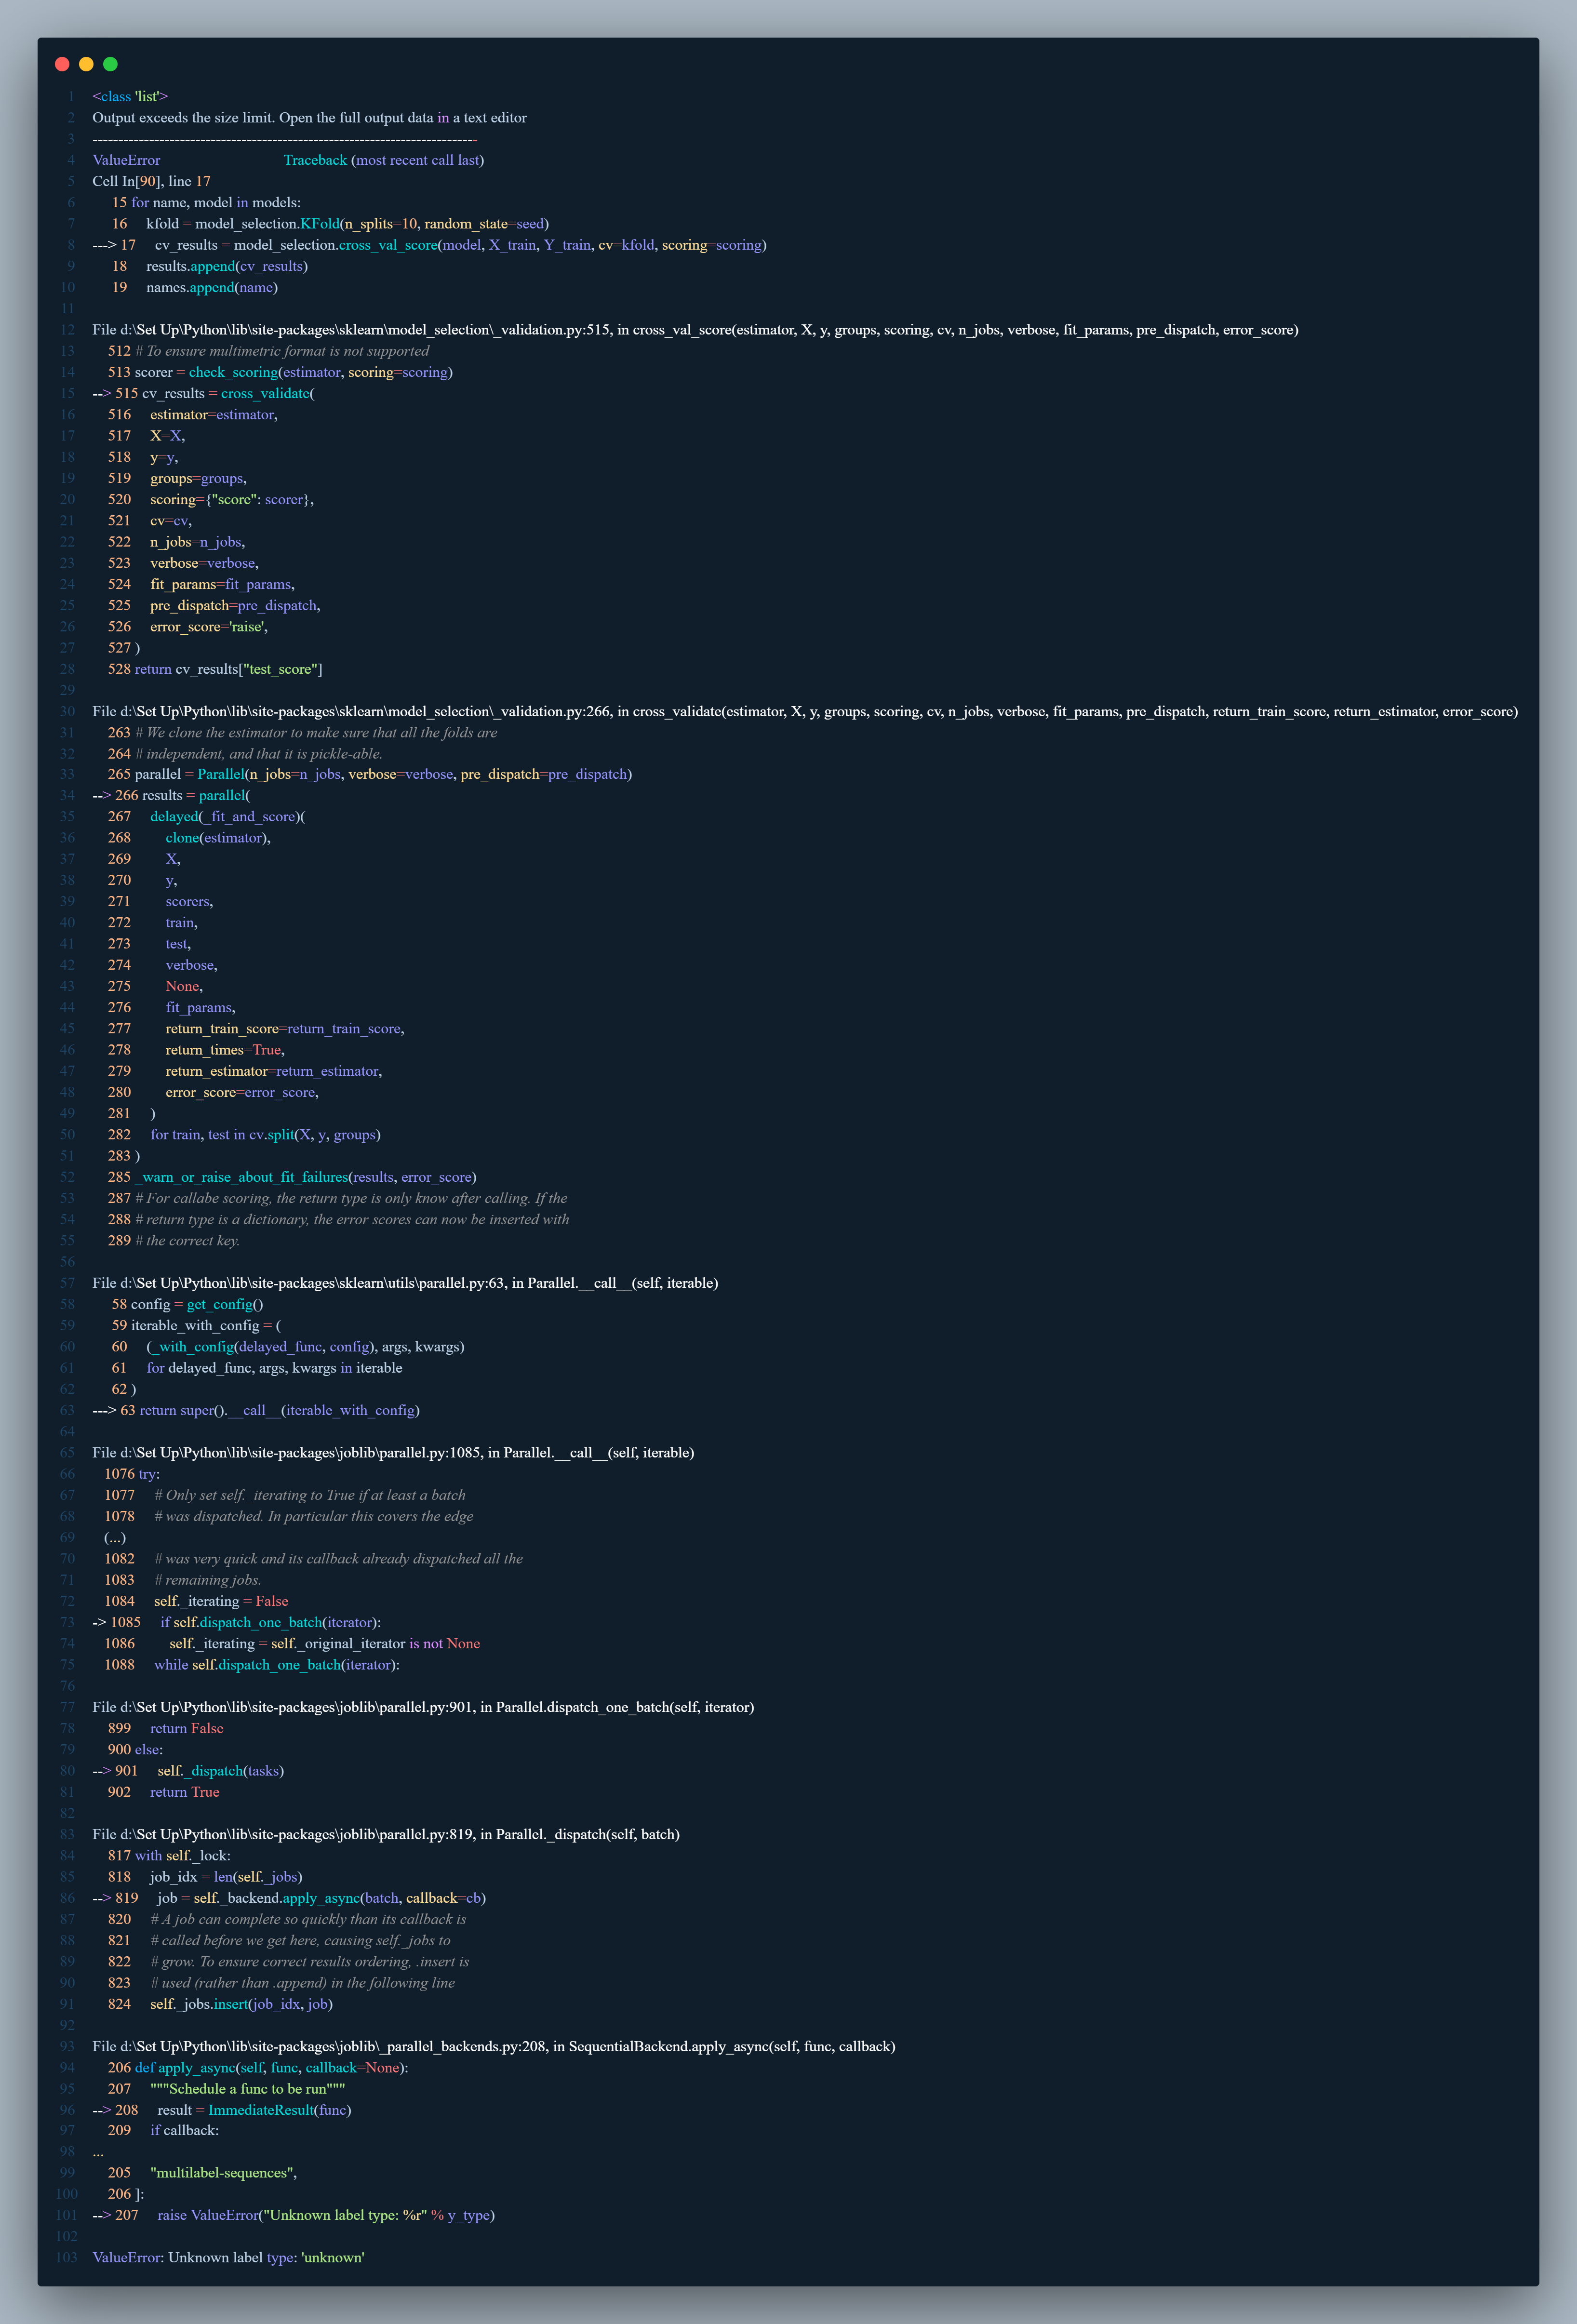 1 <class 'list'>
2 Output exceeds the size limit. Open the full output data in a text editor
3 ---------------------------------------------------------------------------
4 ValueError Traceback (most recent call last)
5 Cell In[90], line 17
6 15 for name, model in models:
7 16 kfold = model_selection.KFold(n_splits=10, random_state=seed)
8 ---> 17 cv_results = model_selection.cross_val_score(model, X_train, Y_train, cv=kfold, scoring=scoring)
9 18 results.append(cv_results)
10 19 names.append(name)
11
12 File d:\Set Up\Python\lib\site-packages\sklearn\model_selection\_validation.py:515, in cross_val_score(estimator, X, y, groups, scoring, cv, n_jobs, verbose, fit_params, pre_dispatch, error_score)
13 512 # To ensure multimetric format is not supported
14 513 scorer = check_scoring(estimator, scoring=scoring)
15 --> 515 cv_results = cross_validate(
16 516 estimator=estimator,
17 517 X=X,
18 518 y=y,
19 519 groups=groups,
20 520 scoring={"score": scorer},
21 521 cv=cv,
22 522 n_jobs=n_jobs,
23 523 verbose=verbose,
24 524 fit_params=fit_params,
25 525 pre_dispatch=pre_dispatch,
26 526 error_score='raise',
27 527 )
28 528 return cv_results["test_score"]
29
30 File d:\Set Up\Python\lib\site-packages\sklearn\model_selection\_validation.py:266, in cross_validate(estimator, X, y, groups, scoring, cv, n_jobs, verbose, fit_params, pre_dispatch, return_train_score, return_estimator, error_score)
31 263 # We clone the estimator to make sure that all the folds are
32 264 # independent, and that it is pickle-able.
33 265 parallel = Parallel(n_jobs=n_jobs, verbose=verbose, pre_dispatch=pre_dispatch)
34 --> 266 results = parallel(
35 267 delayed(_fit_and_score)(
36 268 clone(estimator),
37 269 X,
38 270 y,
39 271 scorers,
40 272 train,
41 273 test,
42 274 verbose,
43 275 None,
44 276 fit_params,
45 277 return_train_score=return_train_score,
46 278 return_times=True,
47 279 return_estimator=return_estimator,
48 280 error_score=error_score,
49 281 )
50 282 for train, test in cv.split(X, y, groups)
51 283 )
52 285 _warn_or_raise_about_fit_failures(results, error_score)
53 287 # For callabe scoring, the return type is only know after calling. If the
54 288 # return type is a dictionary, the error scores can now be inserted with
55 289 # the correct key.
56
57 File d:\Set Up\Python\lib\site-packages\sklearn\utils\parallel.py:63, in Parallel.__call__(self, iterable)
58 58 config = get_config()
59 59 iterable_with_config = (
60 60 (_with_config(delayed_func, config), args, kwargs)
61 61 for delayed_func, args, kwargs in iterable
62 62 )
63 ---> 63 return super().__call__(iterable_with_config)
64
65 File d:\Set Up\Python\lib\site-packages\joblib\parallel.py:1085, in Parallel.__call__(self, iterable)
66 1076 try:
67 1077 # Only set self._iterating to True if at least a batch
68 1078 # was dispatched. In particular this covers the edge
69 (...)
70 1082 # was very quick and its callback already dispatched all the
71 1083 # remaining jobs.
72 1084 self._iterating = False
73 -> 1085 if self.dispatch_one_batch(iterator):
74 1086 self._iterating = self._original_iterator is not None
75 1088 while self.dispatch_one_batch(iterator):
76
77 File d:\Set Up\Python\lib\site-packages\joblib\parallel.py:901, in Parallel.dispatch_one_batch(self, iterator)
78 899 return False
79 900 else:
80 --> 901 self._dispatch(tasks)
81 902 return True
82
83 File d:\Set Up\Python\lib\site-packages\joblib\parallel.py:819, in Parallel._dispatch(self, batch)
84 817 with self._lock:
85 818 job_idx = len(self._jobs)
86 --> 819 job = self._backend.apply_async(batch, callback=cb)
87 820 # A job can complete so quickly than its callback is
88 821 # called before we get here, causing self._jobs to
89 822 # grow. To ensure correct results ordering, .insert is
90 823 # used (rather than .append) in the following line
91 824 self._jobs.insert(job_idx, job)
92
93 File d:\Set Up\Python\lib\site-packages\joblib\_parallel_backends.py:208, in SequentialBackend.apply_async(self, func, callback)
94 206 def apply_async(self, func, callback=None):
95 207 """Schedule a func to be run"""
96 --> 208 result = ImmediateResult(func)
97 209 if callback:
98 ...
99 205 "multilabel-sequences",
100 206 ]:
101 --> 207 raise ValueError("Unknown label type: %r" % y_type)
102
103 ValueError: Unknown label type: 'unknown'